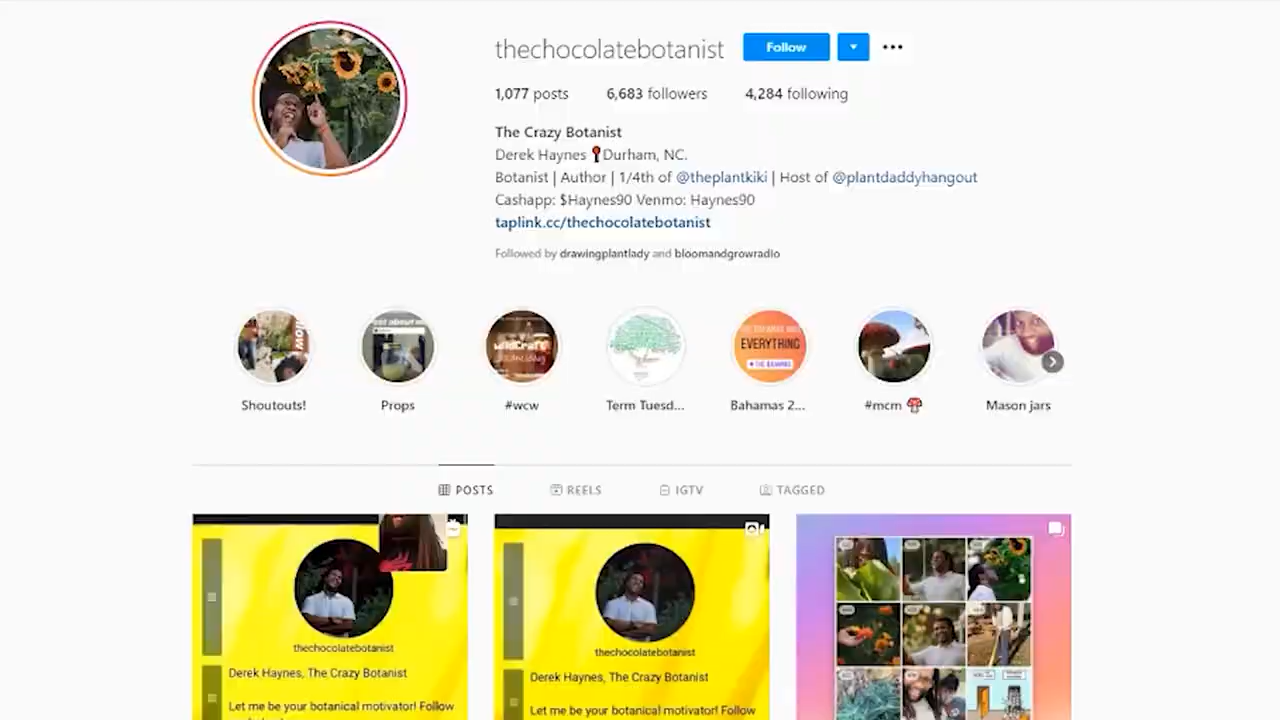 thechocolatebotanist Follow
1,077 posts 6,683 followers 4,284 following
The Crazy Botanist
Derek Haynes 📍Durham, NC.
Botanist | Author | 1/4th of @theplantkiki | Host of @plantdaddyhangout
Cashapp: $Haynes90 Venmo: Haynes90
taplink.cc/thechocolatebotanist
Followed by drawingplantlady and bloomandgrowradio
EVERYTHING
Shoutouts! Props #wcw Term Tuesd... Bahamas 2... #mcm 🍄 Mason jars
POSTS REELS IGTV TAGGED
thechocolatebotanist
Derek Haynes, The Crazy Botanist
Let me be your botanical motivator! Follow
thechocolatebotanist
Derek Haynes, The Crazy Botanist
Let me be your botanical motivator! Follow